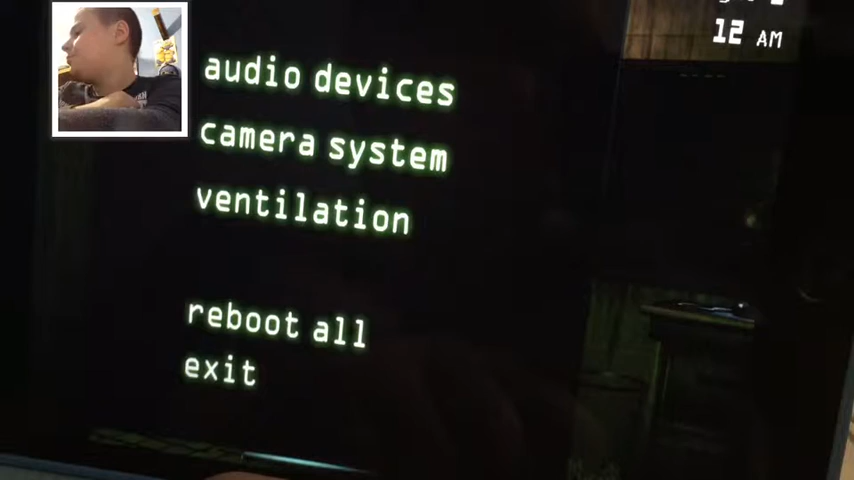 12 AM
audio devices
camera system
ventilation
reboot all
exit